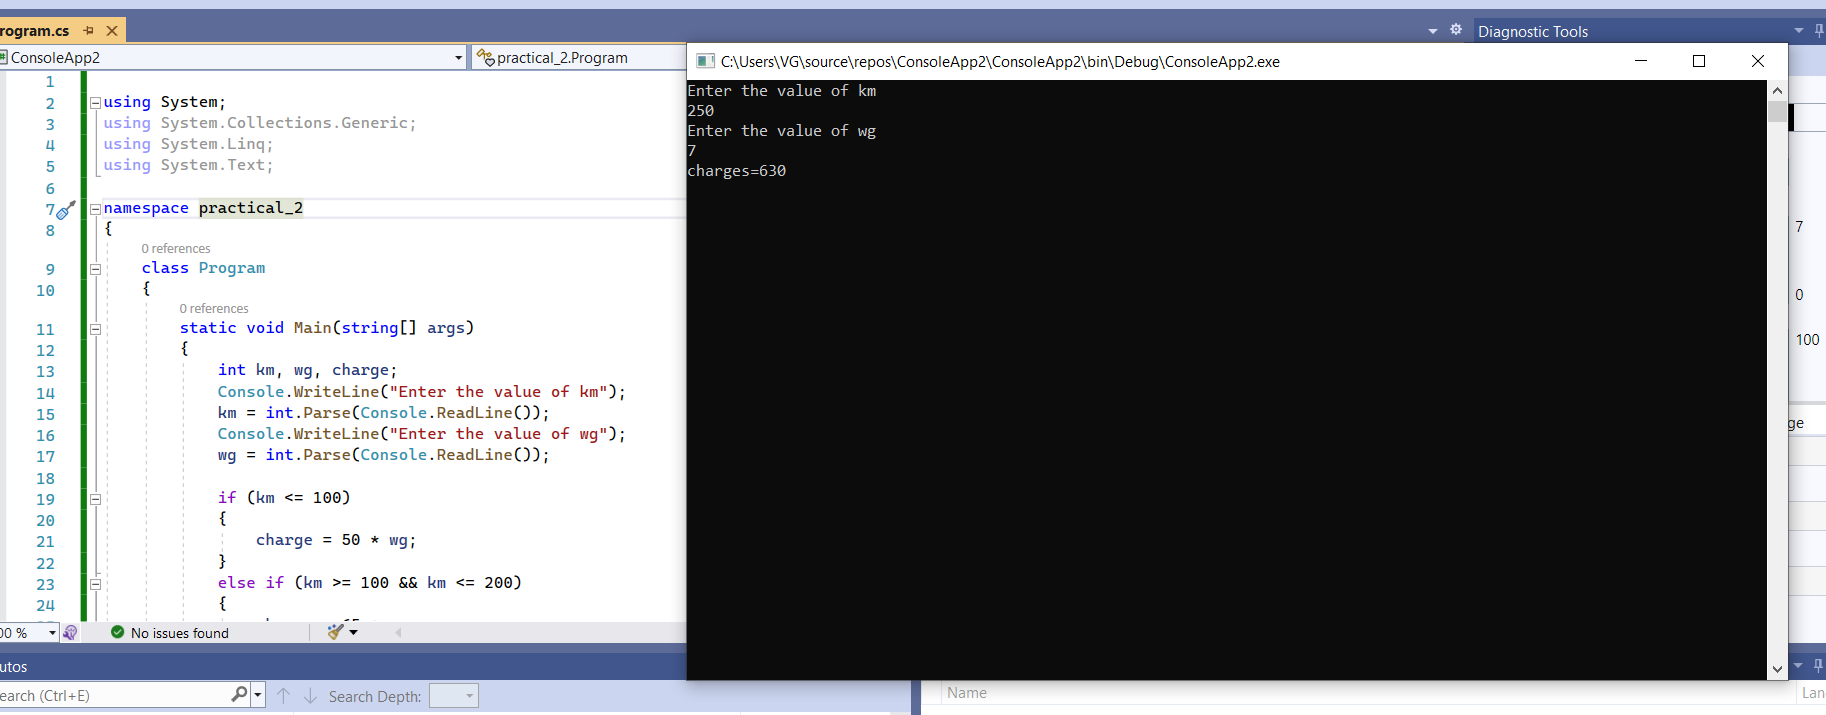 rogram.cs
Diagnostic Tools
ConsoleApp2
practical_2.Program
C:\Users\VG\source\repos\ConsoleApp2\ConsoleApp2\bin\Debug\ConsoleApp2.exe
1
2 using System;
3 using System.Collections.Generic;
4 using System.Linq;
5 using System.Text;
6
7 namespace practical_2
8 {
0 references
9 class Program
10 {
0 references
11 static void Main(string[] args)
12 {
13 int km, wg, charge;
14 Console.WriteLine("Enter the value of km");
15 km = int.Parse(Console.ReadLine());
16 Console.WriteLine("Enter the value of wg");
17 wg = int.Parse(Console.ReadLine());
18
19 if (km <= 100)
20 {
21 charge = 50 * wg;
22 }
23 else if (km >= 100 && km <= 200)
24 {
Enter the value of km
250
Enter the value of wg
7
charges=630
7
0
100
ge
00 %
No issues found
utos
earch (Ctrl+E)
Search Depth:
Name
Lan